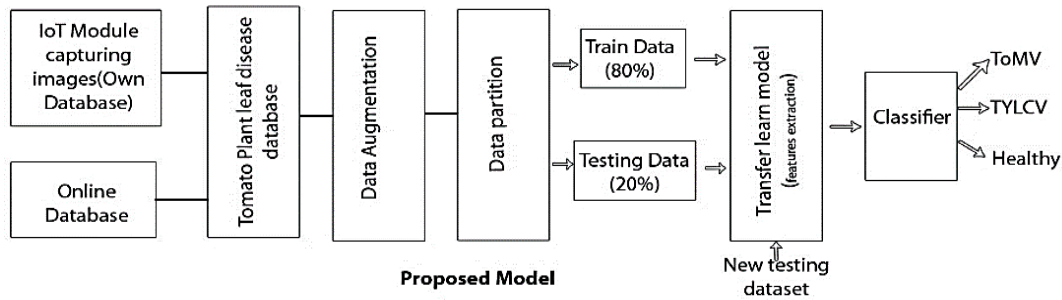 IoT Module
capturing
images(Own
Database)
Online
Database
Tomato Plant leaf disease
database
Data Augmentation
Data partition
Train Data
(80%)
Testing Data
(20%)
Transfer learn model
(features extraction)
New testing
dataset
Classifier
ToMV
TYLCV
Healthy
Proposed Model